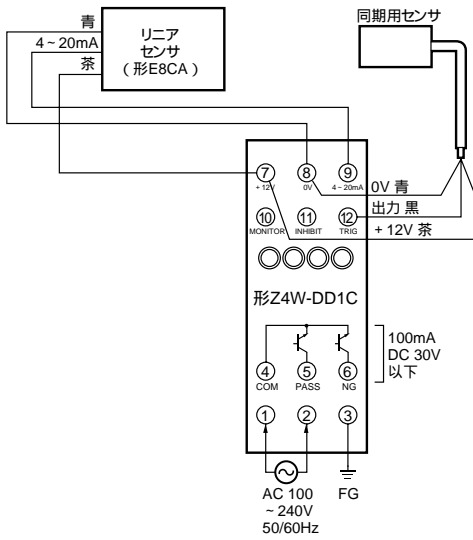 青
4~20mA
茶
リニア
センサ
(形E8CA)
同期用センサ
⑦
⑧
⑨
+12V
0V
4~20mA
0V 青
出力 黒
+12V 茶
⑩
⑪
⑫
MONITOR
INHIBIT
TRIG
形Z4W-DD1C
④
⑤
⑥
COM
PASS
NG
100mA
DC 30V
以下
①
②
③
AC 100
~240V
50/60Hz
FG